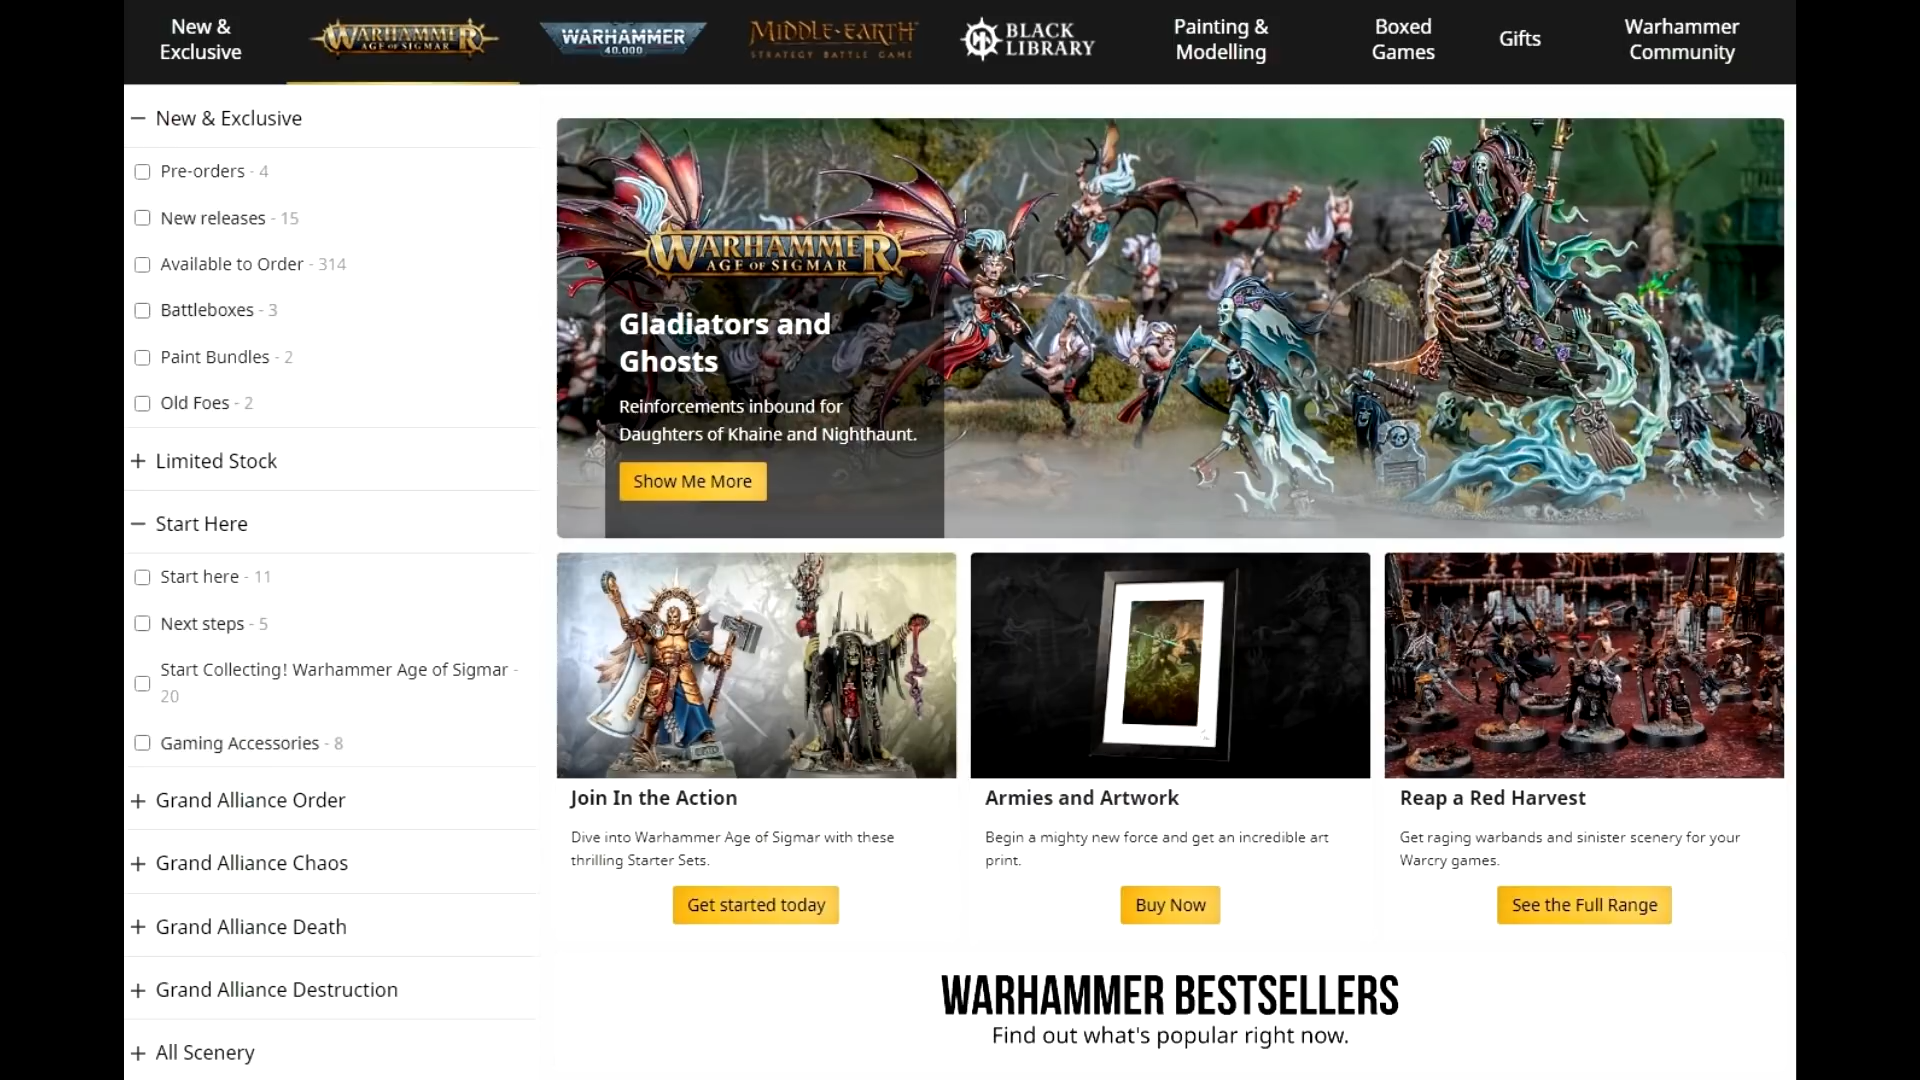 New &
Exclusive
WARHAMMER
AGE OF SIGMAR
WARHAMMER
40,000
MIDDLE-EARTH
STRATEGY BATTLE GAME
BLACK
LIBRARY
Painting &
Modelling
Boxed
Games
Gifts
Warhammer
Community
New & Exclusive
Pre-orders - 4
New releases - 15
Available to Order - 314
Battleboxes - 3
Paint Bundles - 2
Old Foes - 2
Limited Stock
Start Here
Start here - 11
Next steps - 5
Start Collecting! Warhammer Age of Sigmar -
20
Gaming Accessories - 8
Grand Alliance Order
Grand Alliance Chaos
Grand Alliance Death
Grand Alliance Destruction
All Scenery
WARHAMMER
AGE OF SIGMAR
Gladiators and
Ghosts
Reinforcements inbound for
Daughters of Khaine and Nighthaunt.
Show Me More
Join In the Action
Dive into Warhammer Age of Sigmar with these
thrilling Starter Sets.
Get started today
Armies and Artwork
Begin a mighty new force and get an incredible art
print.
Buy Now
Reap a Red Harvest
Get raging warbands and sinister scenery for your
Warcry games.
See the Full Range
WARHAMMER BESTSELLERS
Find out what's popular right now.